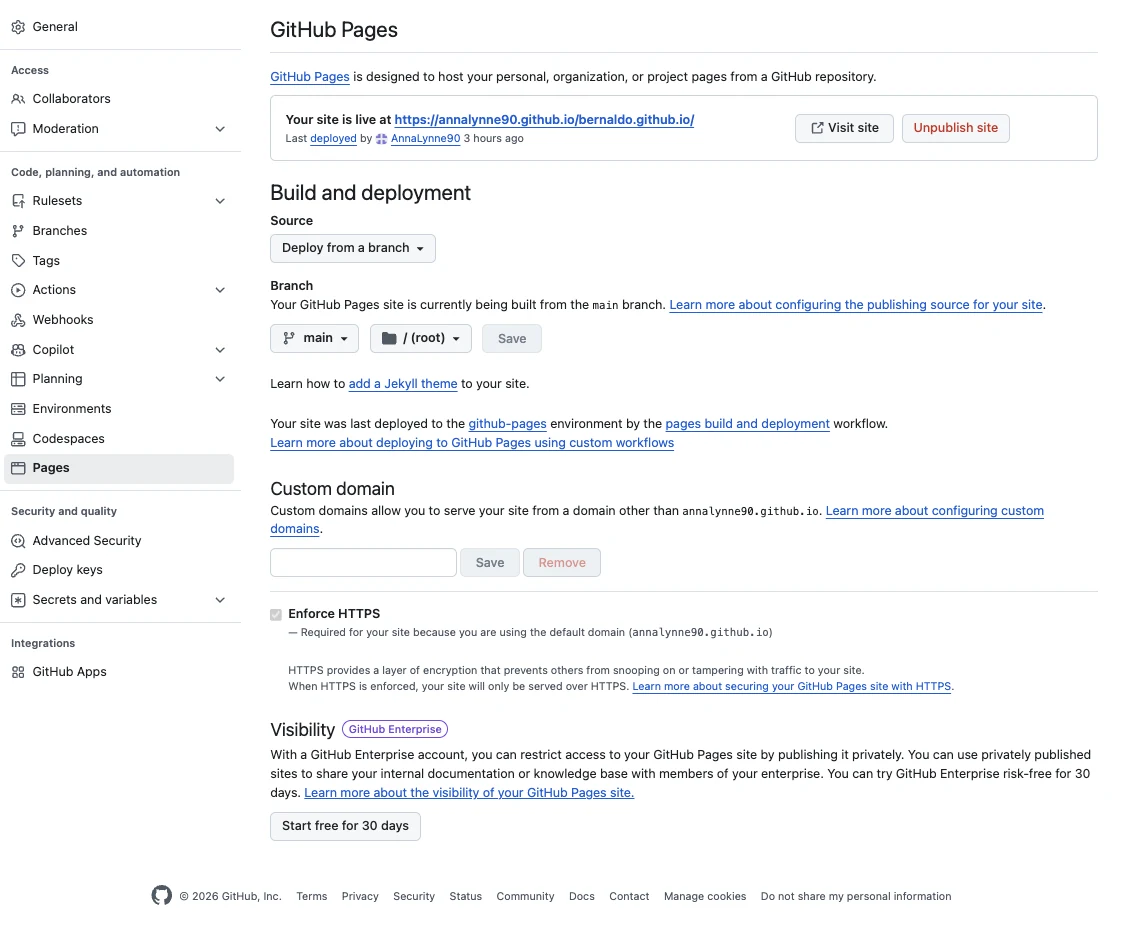 General
Access
Collaborators
Moderation
Code, planning, and automation
Rulesets
Branches
Tags
Actions
Webhooks
Copilot
Planning
Environments
Codespaces
Pages
Security and quality
Advanced Security
Deploy keys
Secrets and variables
Integrations
GitHub Apps
GitHub Pages
GitHub Pages is designed to host your personal, organization, or project pages from a GitHub repository.
Your site is live at https://annalynne90.github.io/bernaldo.github.io/
Last deployed by AnnaLynne90 3 hours ago
Visit site
Unpublish site
Build and deployment
Source
Deploy from a branch
Branch
Your GitHub Pages site is currently being built from the main branch. Learn more about configuring the publishing source for your site.
main
/ (root)
Save
Learn how to add a Jekyll theme to your site.
Your site was last deployed to the github-pages environment by the pages build and deployment workflow.
Learn more about deploying to GitHub Pages using custom workflows
Custom domain
Custom domains allow you to serve your site from a domain other than annalynne90.github.io. Learn more about configuring custom
domains.
Save
Remove
Enforce HTTPS
— Required for your site because you are using the default domain (annalynne90.github.io)
HTTPS provides a layer of encryption that prevents others from snooping on or tampering with traffic to your site.
When HTTPS is enforced, your site will only be served over HTTPS. Learn more about securing your GitHub Pages site with HTTPS.
Visibility GitHub Enterprise
With a GitHub Enterprise account, you can restrict access to your GitHub Pages site by publishing it privately. You can use privately published
sites to share your internal documentation or knowledge base with members of your enterprise. You can try GitHub Enterprise risk-free for 30
days. Learn more about the visibility of your GitHub Pages site.
Start free for 30 days
© 2026 GitHub, Inc. Terms Privacy Security Status Community Docs Contact Manage cookies Do not share my personal information